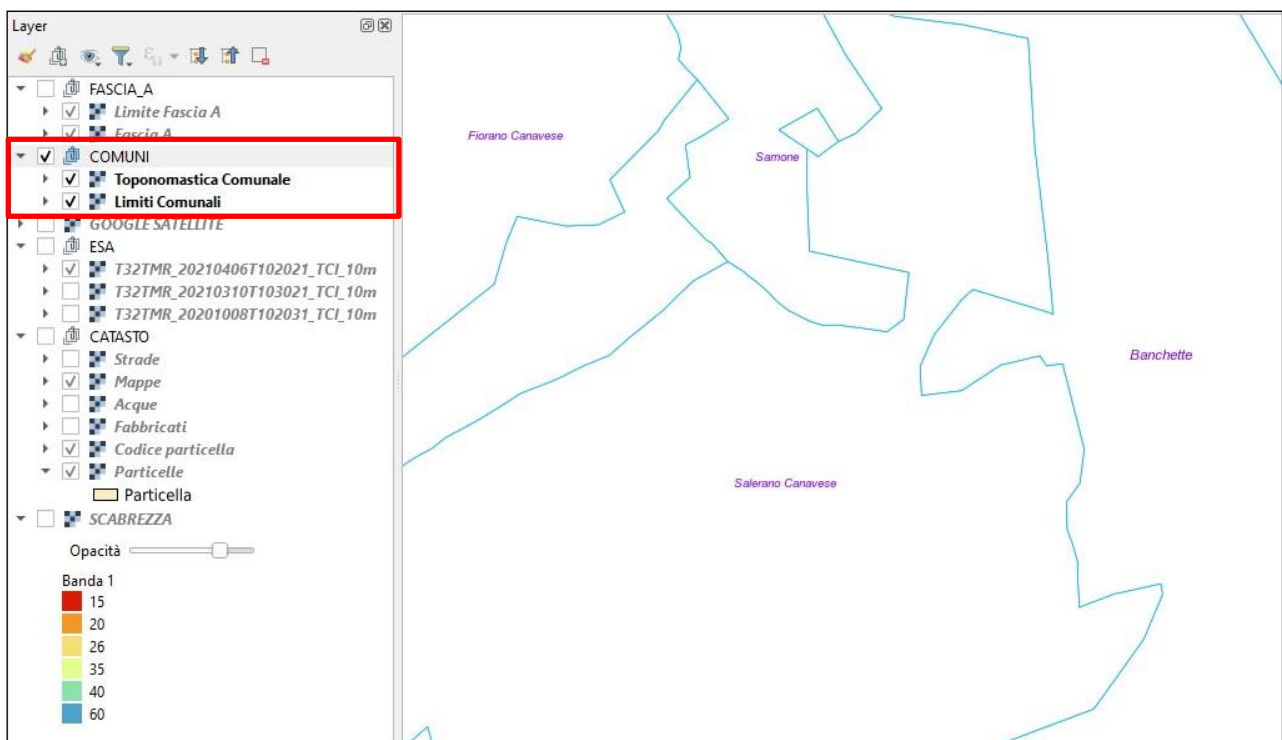 Layer
FASCIA_A
Limite Fascia A
Fascia A
COMUNI
Toponomastica Comunale
Limiti Comunali
GOOGLE SATELLITE
ESA
T32TMR_20210406T102021_TCI_10m
T32TMR_20210310T103021_TCI_10m
T32TMR_20201008T102031_TCI_10m
CATASTO
Strade
Mappe
Acque
Fabbricati
Codice particella
Particelle
Particella
SCABREZZA
Opacità
Banda 1
15
20
26
35
40
60
Fiorano Canavese
Samone
Banchette
Salerano Canavese